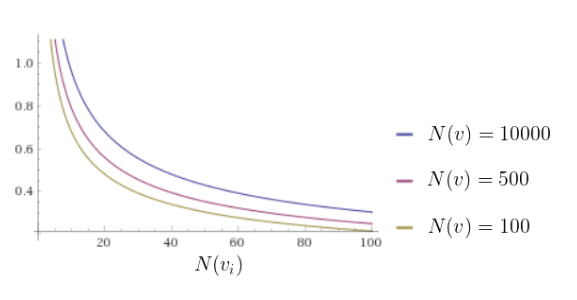 1.0
0.8
0.6
0.4
20 40 60 80 100
N(v_i)
N(v) = 10000
N(v) = 500
N(v) = 100